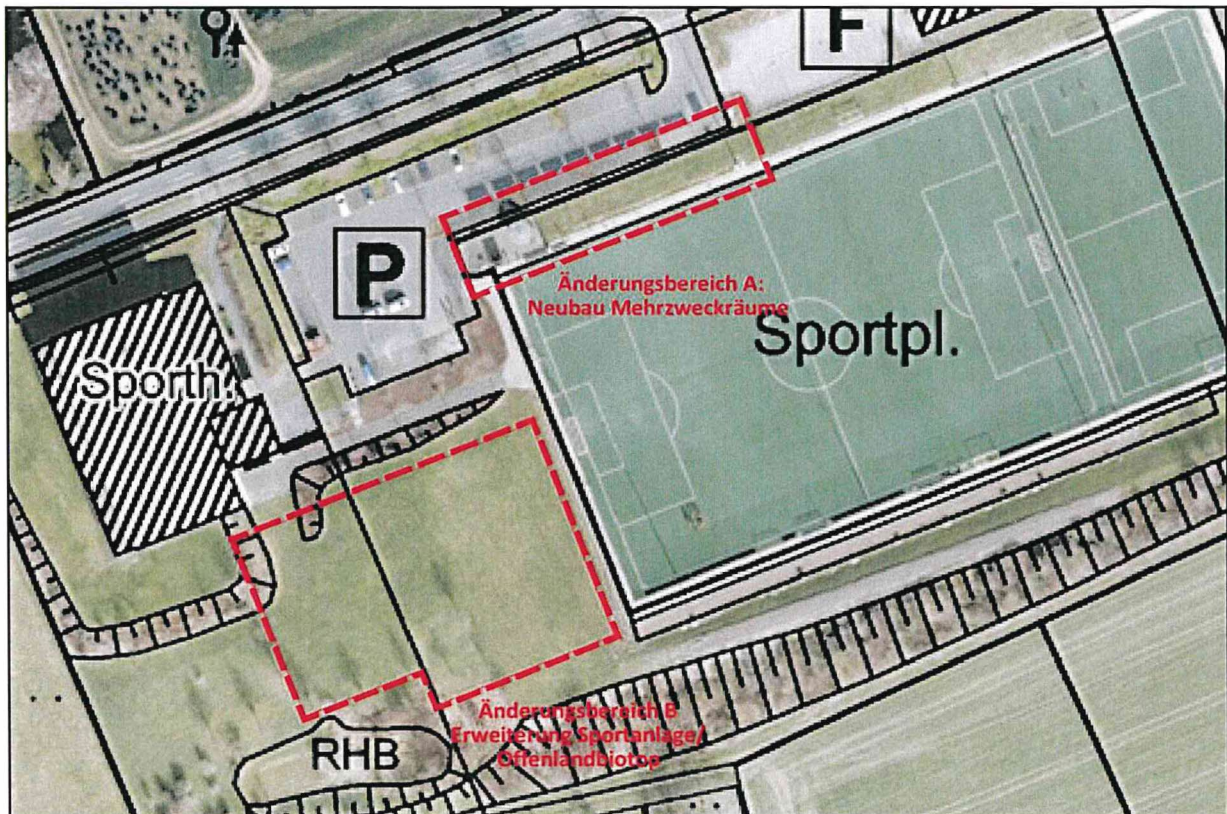 F
P
Änderungsbereich A:
Neubau Mehrzweckräume
Sportpl.
Sporth.
Änderungsbereich B
Erweiterung Sportanlage/
Offenlandbiotop
RHB